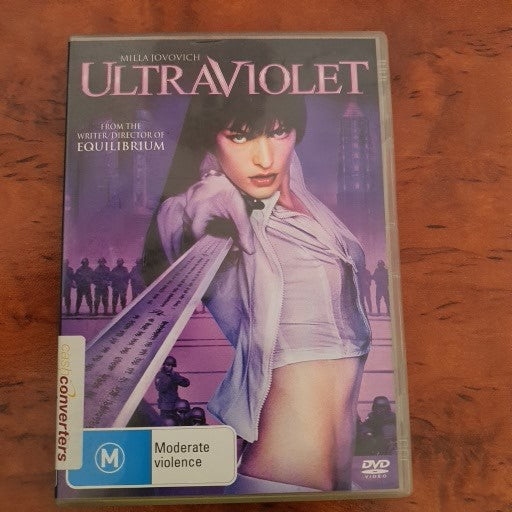 MILLA JOVOVICH
ULTRAVIOLET
FROM THE
WRITER/DIRECTOR OF
EQUILIBRIUM
cash
converters
M
Moderate
violence
DVD
VIDEO